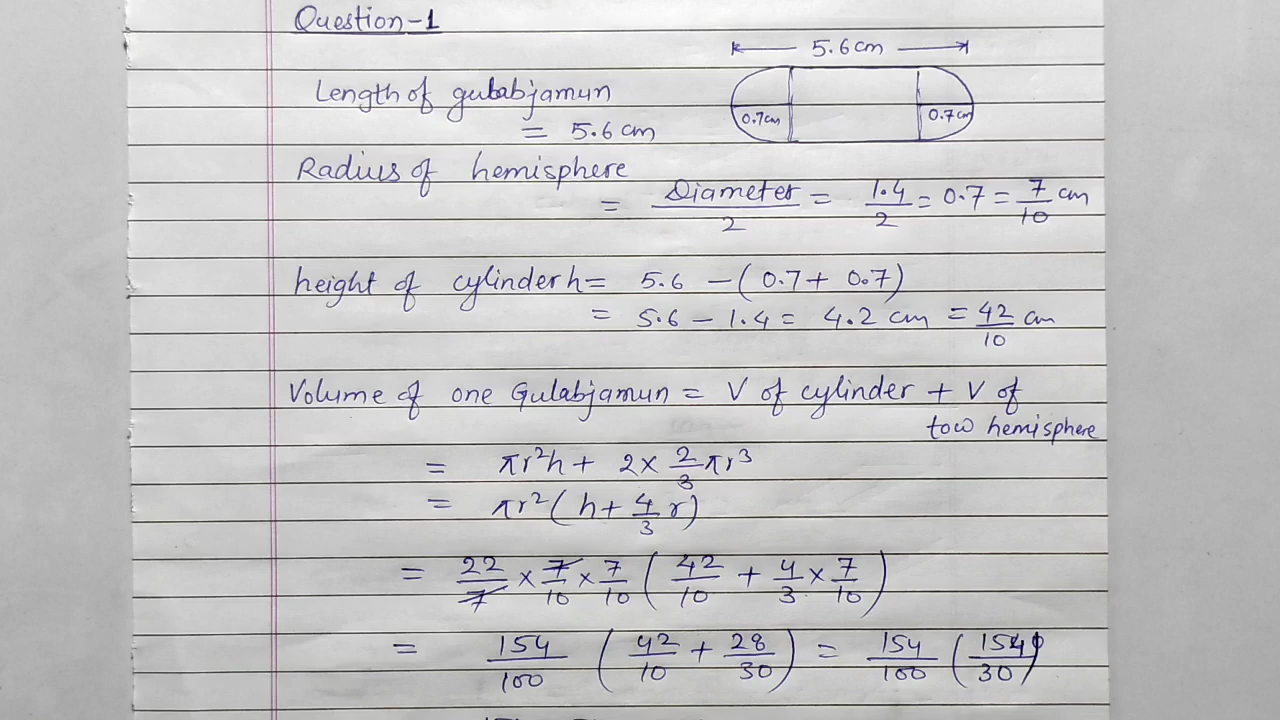 Question-1
5.6 cm
Length of gulabjamun
= 5.6 cm
0.7cm 0.7cm
Radius of hemisphere
= Diameter/2 = 1.4/2 = 0.7 = 7/10 cm
height of cylinder h = 5.6 - (0.7 + 0.7)
= 5.6 - 1.4 = 4.2 cm = 42/10 cm
Volume of one Gulabjamun = V of cylinder + V of
tow hemisphere
= πr²h + 2 × 2/3 πr³
= πr² (h + 4/3 r)
= 22/7 × 7/10 × 7/10 (42/10 + 4/3 × 7/10)
= 154/100 (42/10 + 28/30) = 154/100 (154/30)